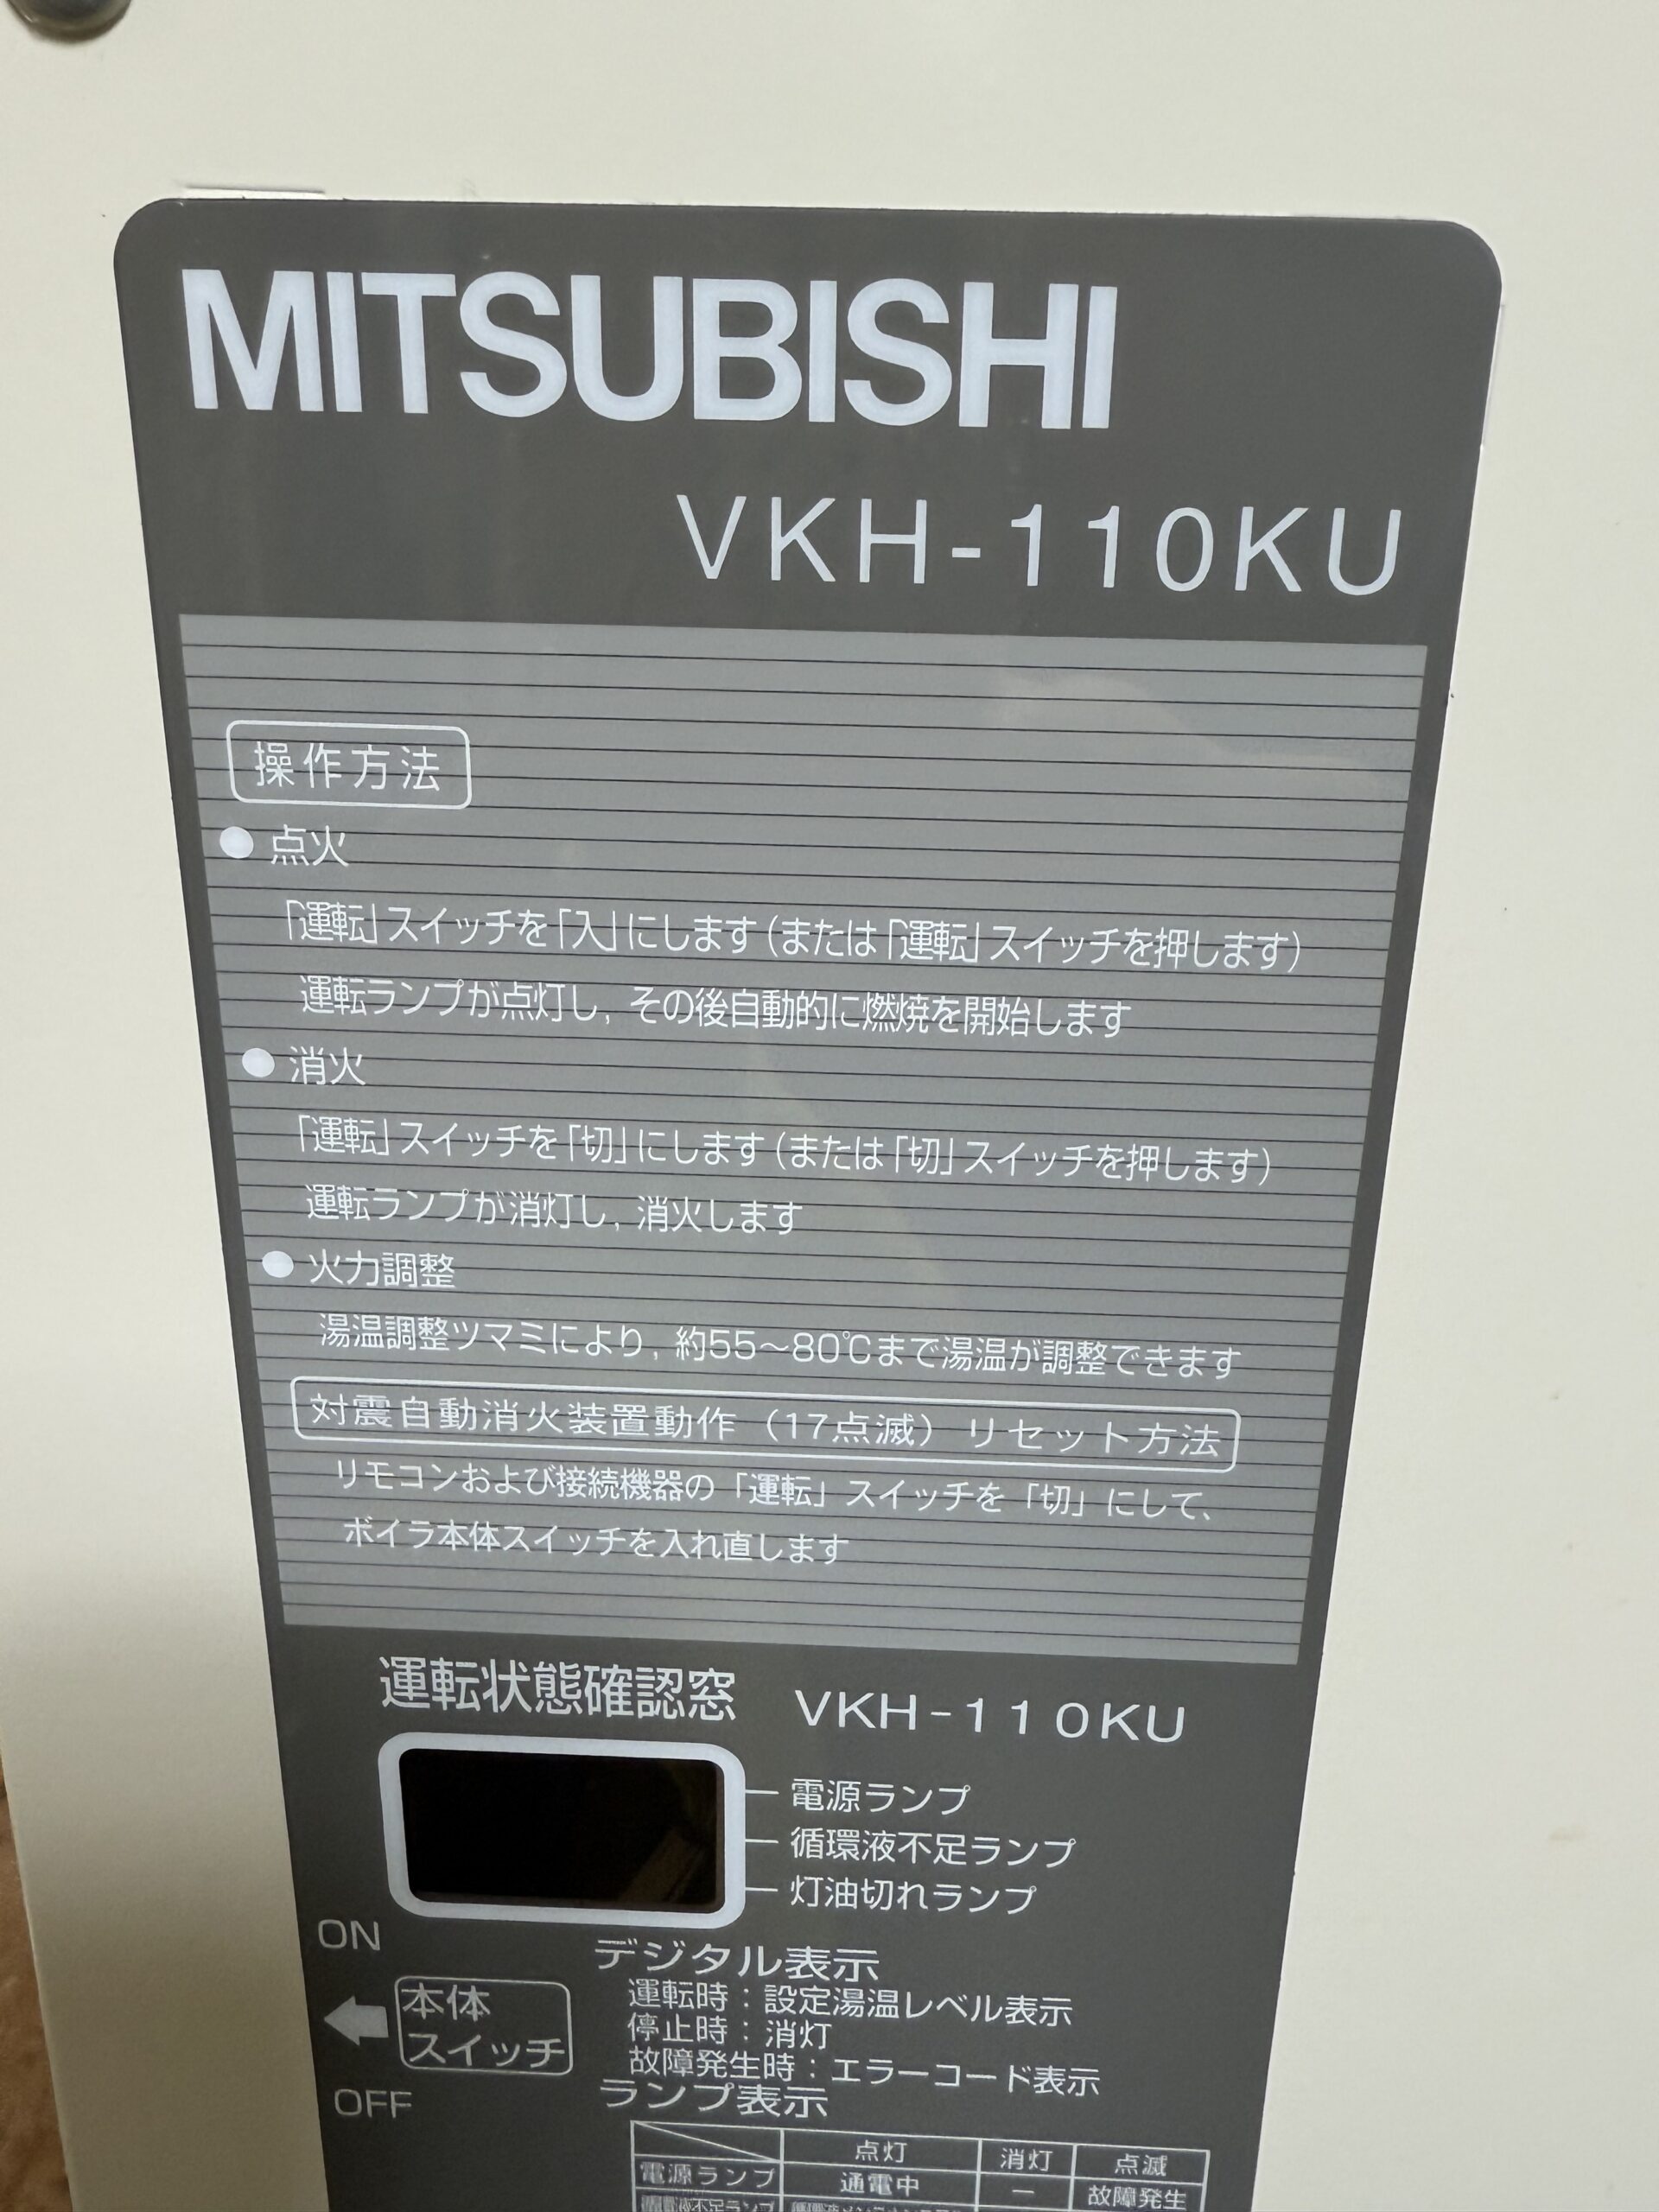 MITSUBISHI
VKH-110KU
操作方法
● 点火
「運転」スイッチを「入」にします(または「運転」スイッチを押します)
運転ランプが点灯し, その後自動的に燃焼を開始します
● 消火
「運転」スイッチを「切」にします(または「切」スイッチを押します)
運転ランプが消灯し, 消火します
● 火力調整
湯温調整ツマミにより, 約55〜80℃まで湯温が調整できます
対震自動消火装置動作(17点滅)リセット方法
リモコンおよび接続機器の「運転」スイッチを「切」にして、
ボイラ本体スイッチを入れ直します
運転状態確認窓 VKH-110KU
電源ランプ
循環液不足ランプ
灯油切れランプ
ON
本体
スイッチ
OFF
デジタル表示
運転時:設定湯温レベル表示
停止時:消灯
故障発生時:エラーコード表示
ランプ表示
点灯 消灯 点滅
電源ランプ 通電中 ー 故障発生
液不足ランプ